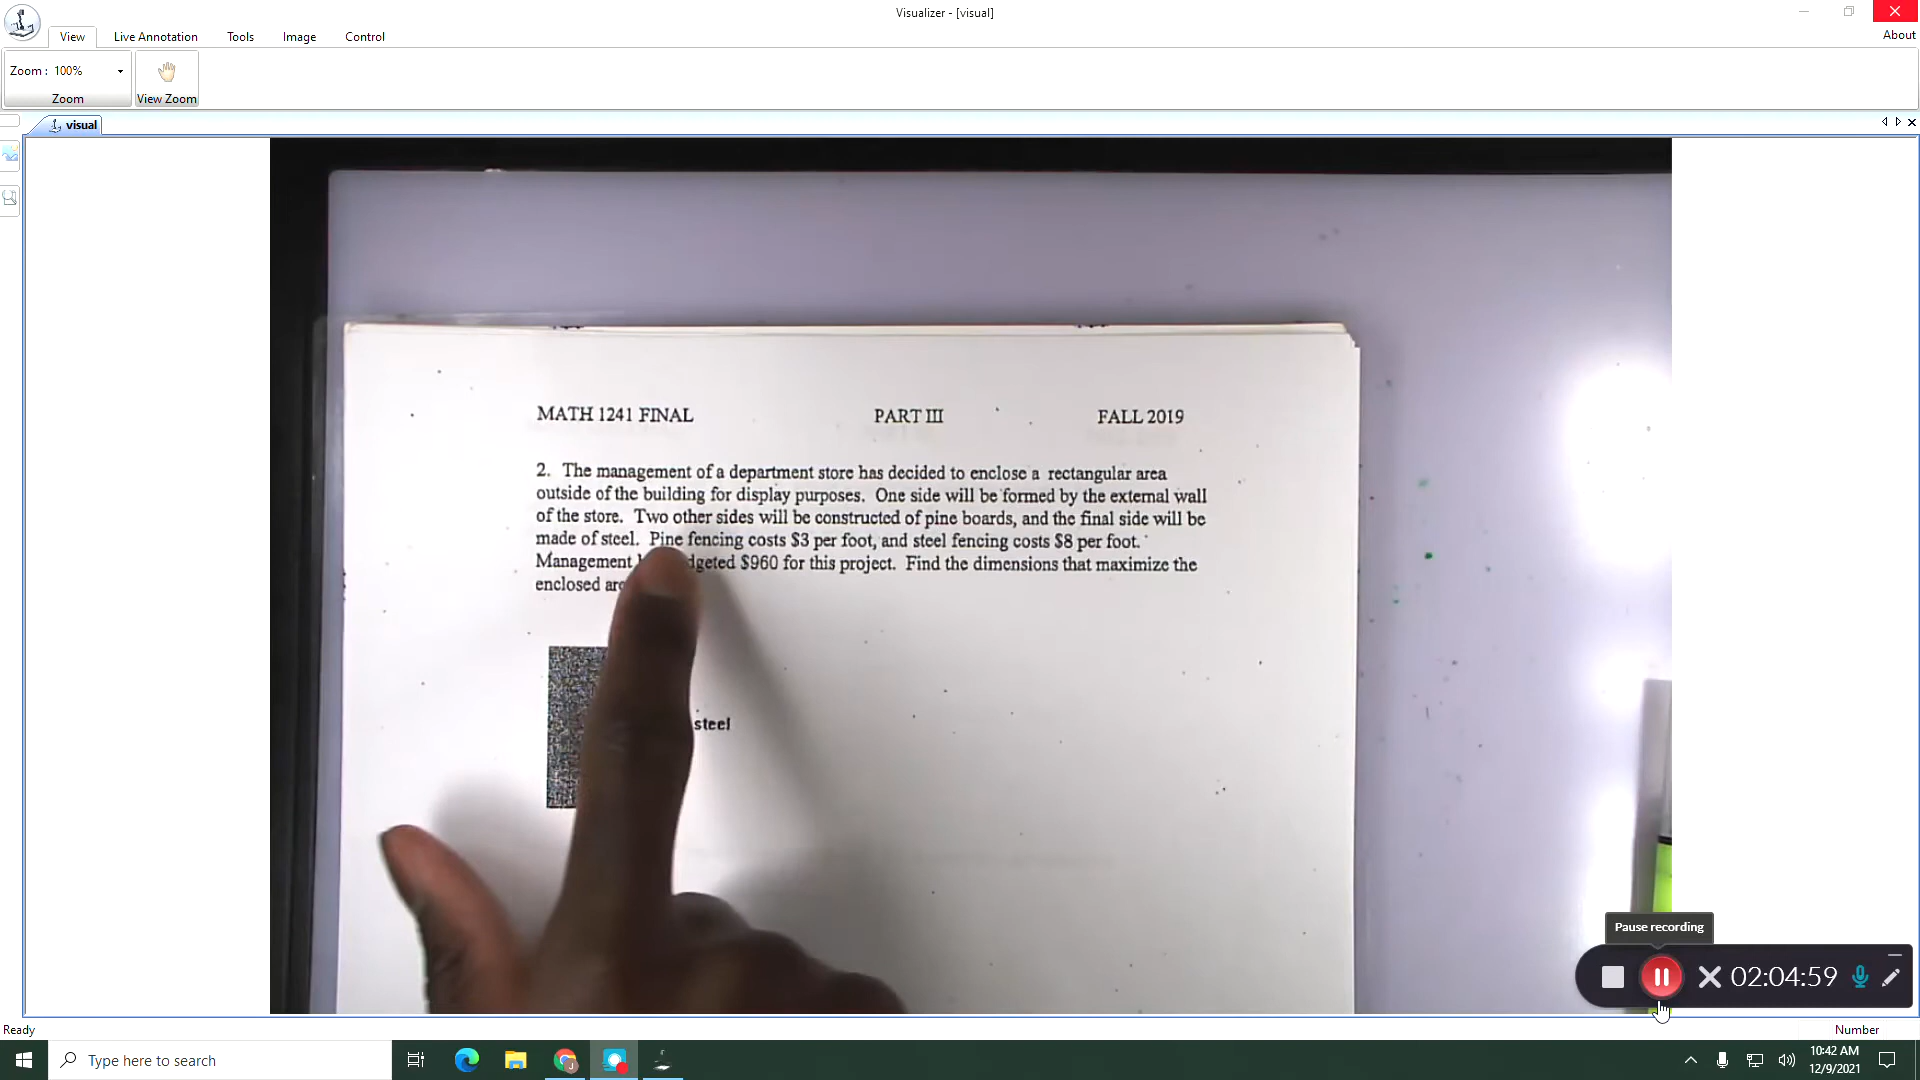 Visualizer - [visual]
View Live Annotation Tools Image Control
About
Zoom : 100%
Zoom View Zoom
visual
MATH 1241 FINAL PART III FALL 2019
2. The management of a department store has decided to enclose a rectangular area
outside of the building for display purposes. One side will be formed by the external wall
of the store. Two other sides will be constructed of pine boards, and the final side will be
made of steel. Pine fencing costs $3 per foot, and steel fencing costs $8 per foot.
Management $960 for this project. Find the dimensions that maximize the
enclosed
steel
Pause recording
02:04:59
Ready
Number
Type here to search
10:42 AM
12/9/2021